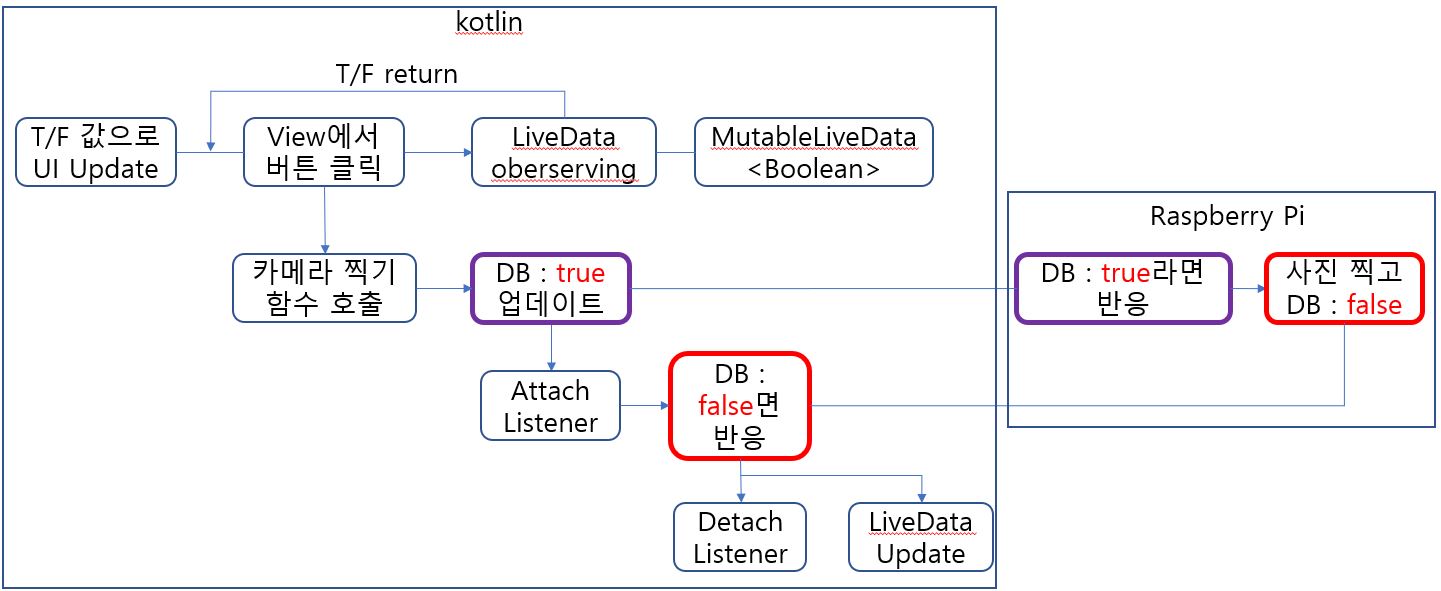 kotlin
T/F return
T/F 값으로
UI Update
View에서
버튼 클릭
LiveData
oberserving
MutableLiveData
<Boolean>
Raspberry Pi
카메라 찍기
함수 호출
DB : true
업데이트
DB : true라면
반응
사진 찍고
DB : false
Attach
Listener
DB :
false면
반응
Detach
Listener
LiveData
Update